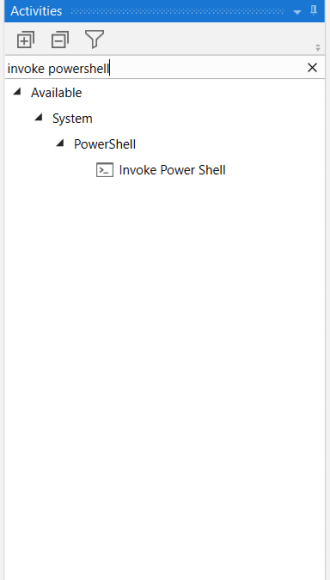 Activities
invoke powershell
Available
System
PowerShell
Invoke Power Shell